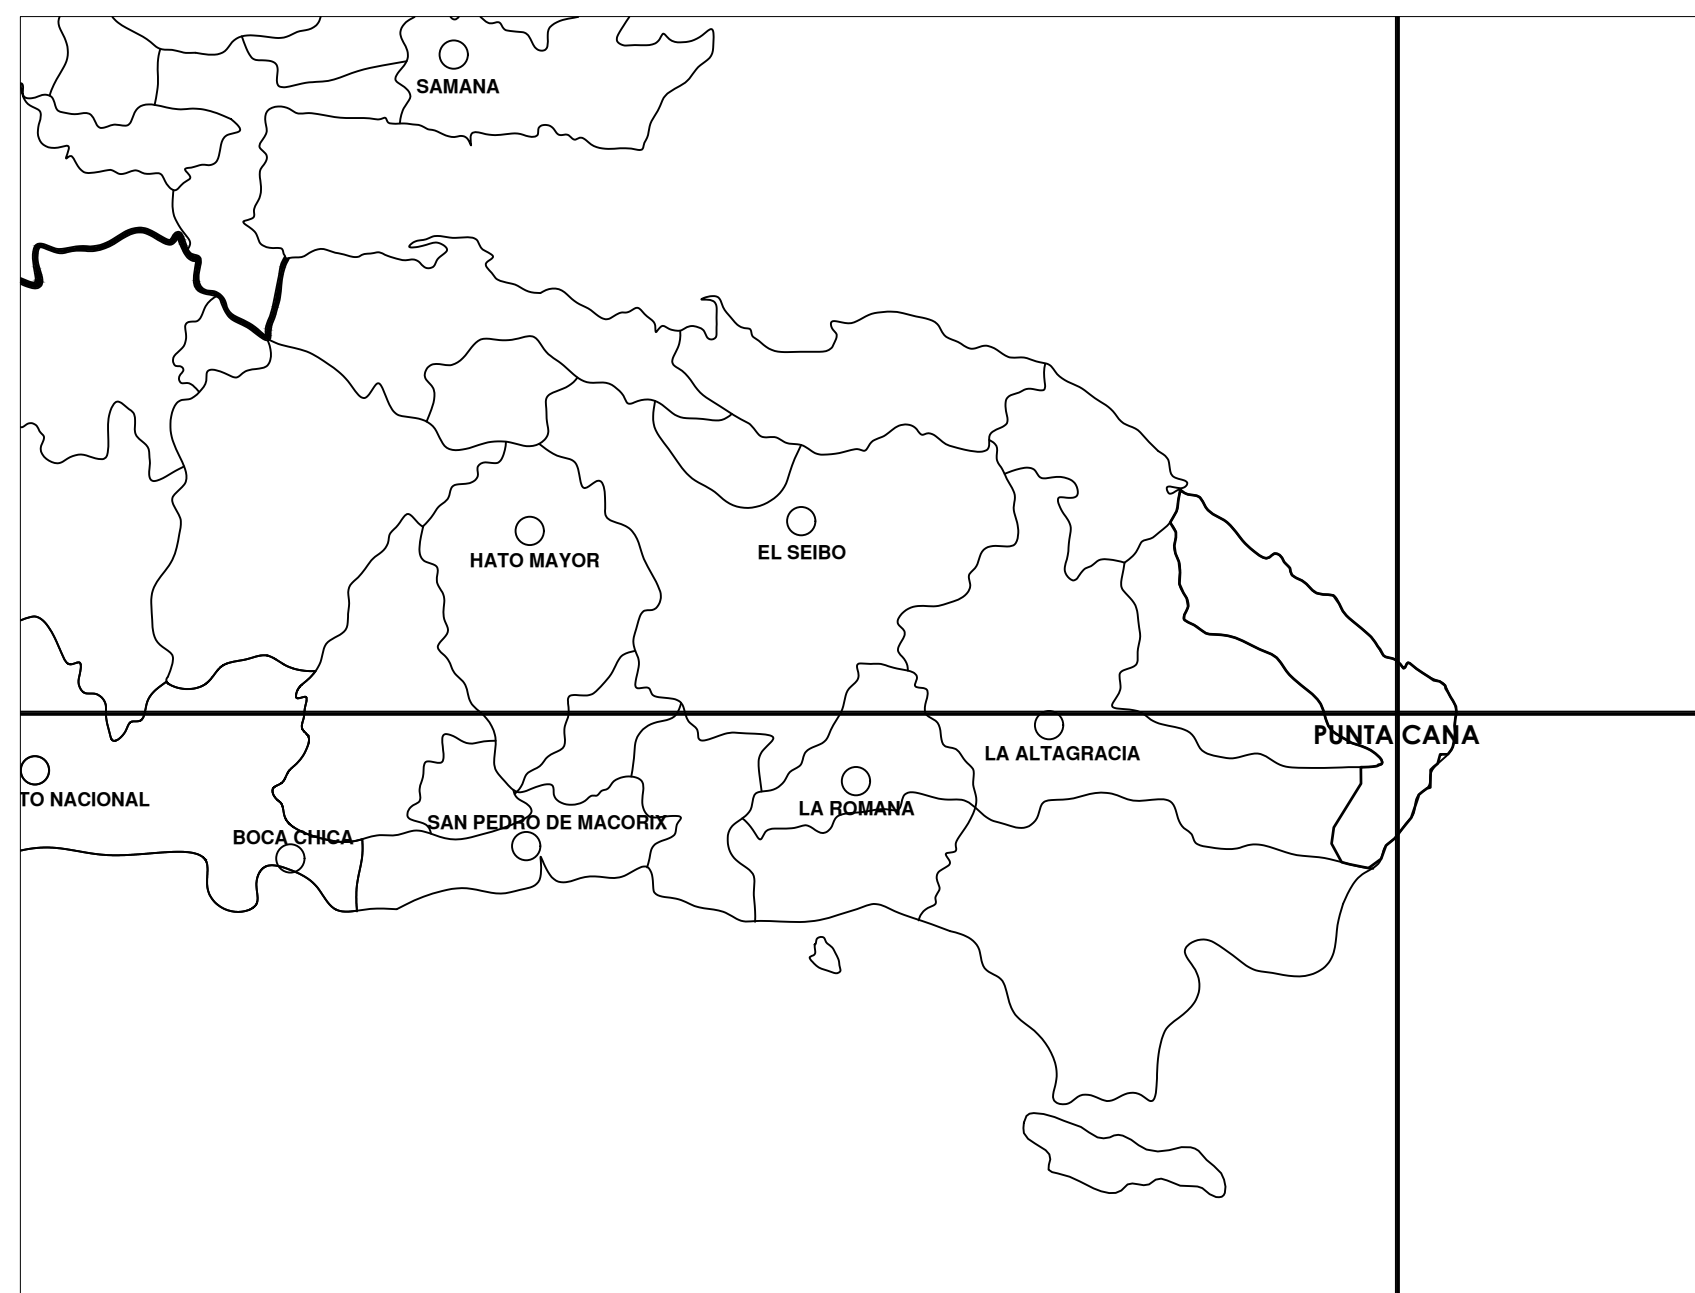 SAMANA
HATO MAYOR
EL SEIBO
PUNTA CANA
LA ALTAGRACIA
TO NACIONAL
LA ROMANA
SAN PEDRO DE MACORIX
BOCA CHICA